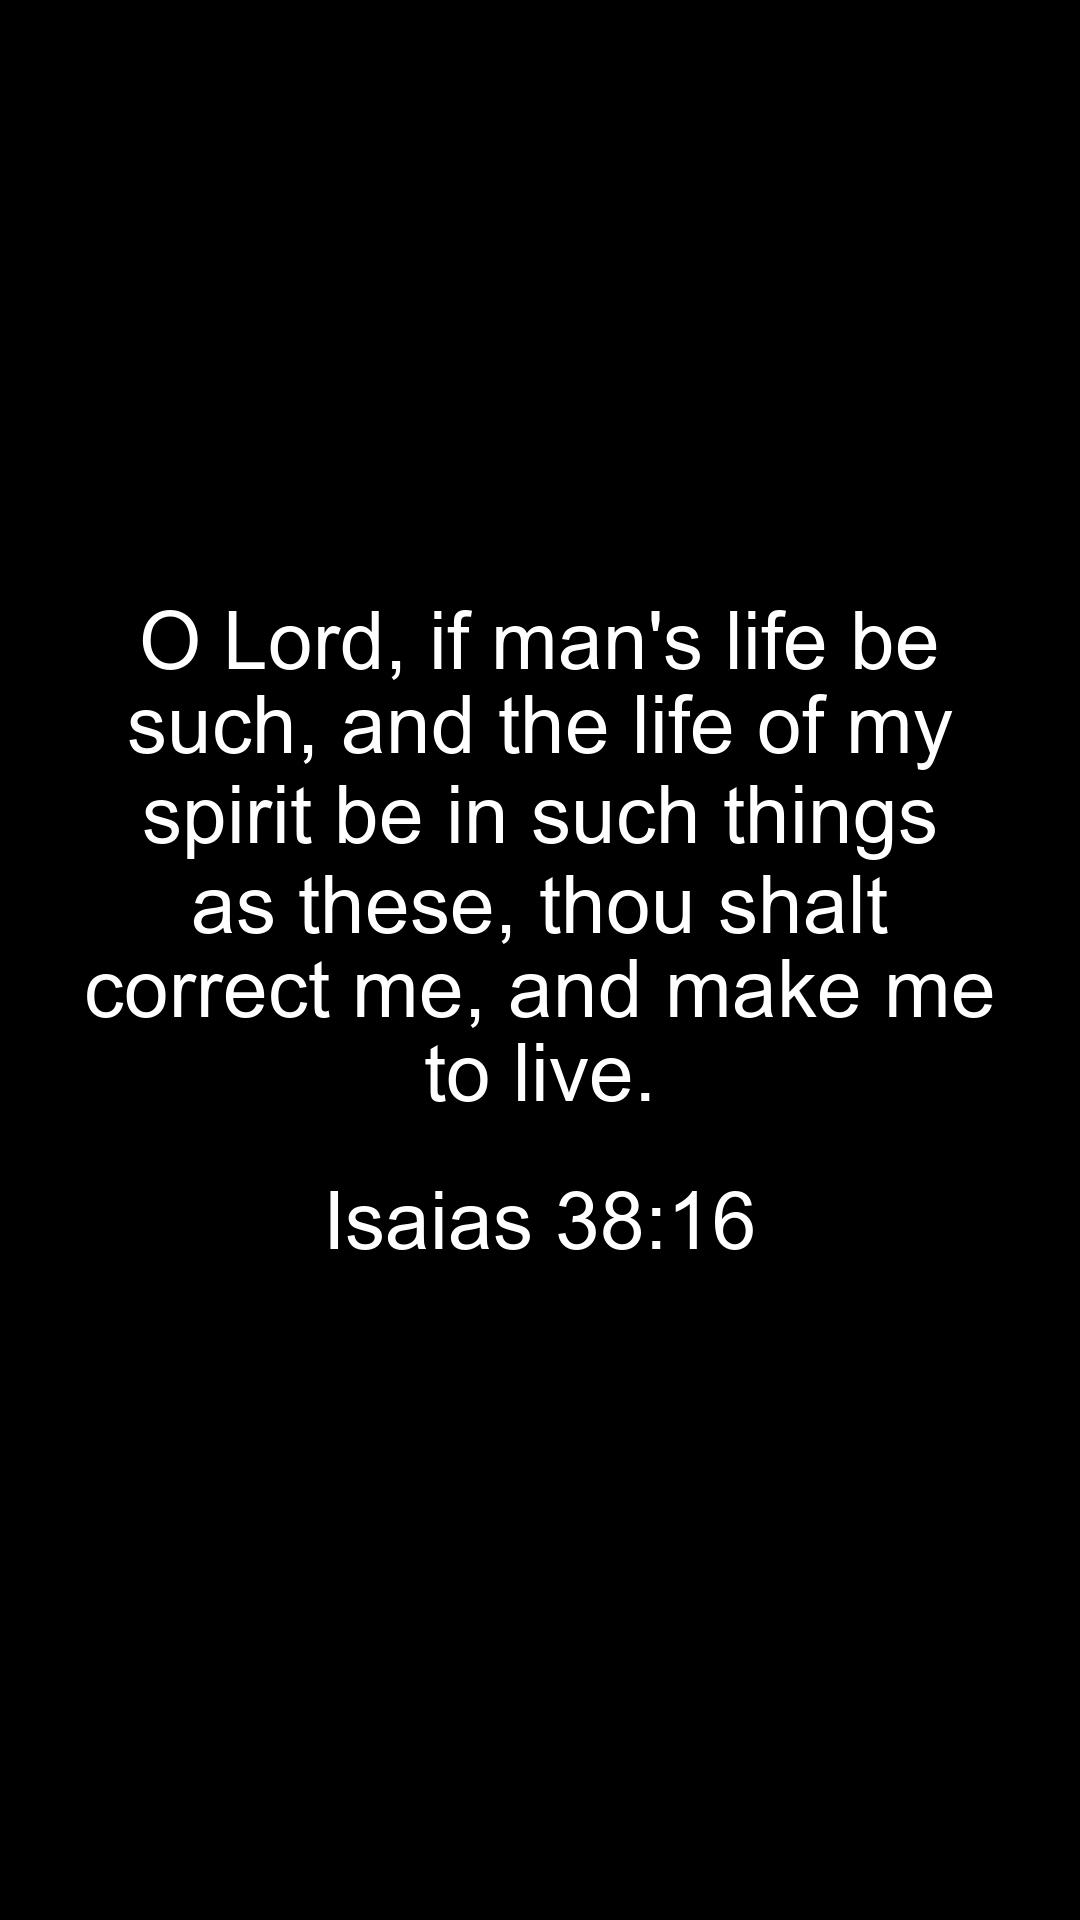 O Lord, if man's life be
such, and the life of my
spirit be in such things
as these, thou shalt
correct me, and make me
to live.
Isaias 38:16